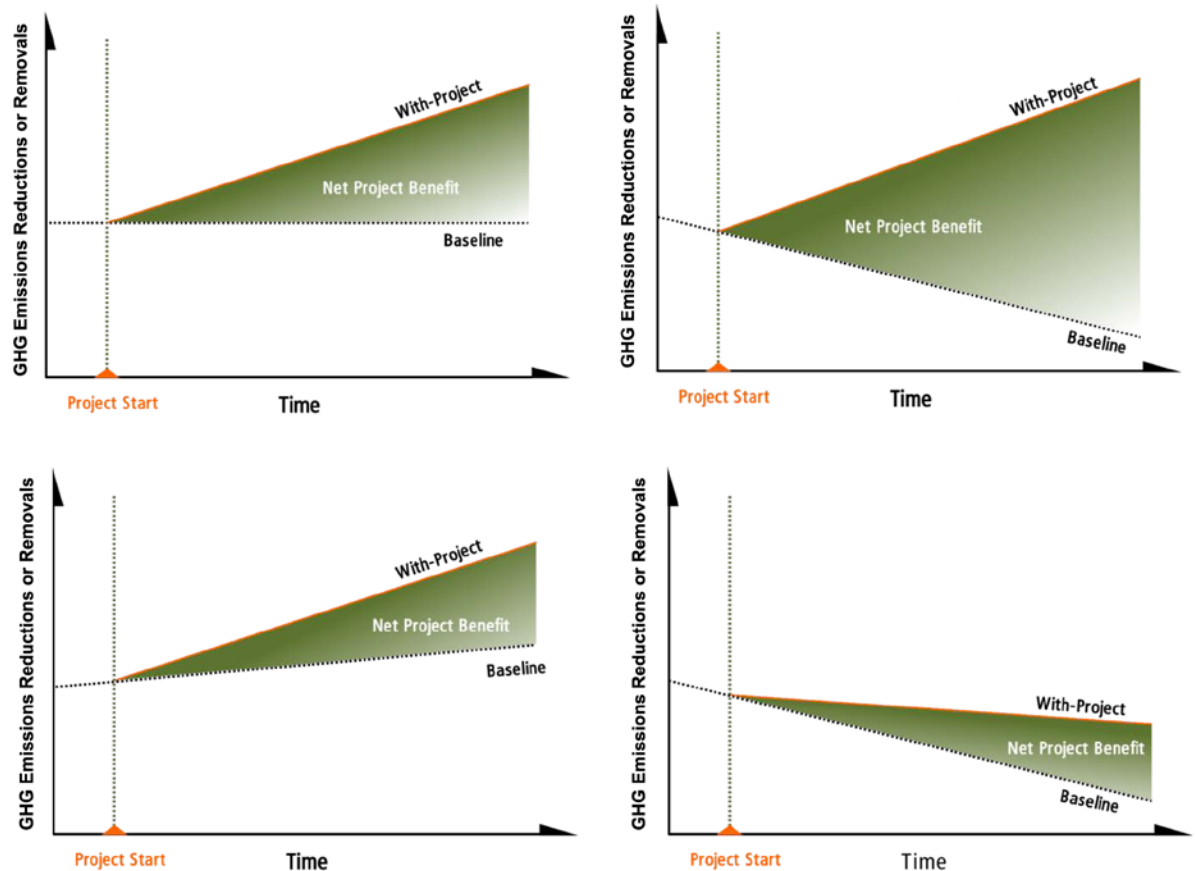 GHG Emissions Reductions or Removals
With-Project
Net Project Benefit
Baseline
Project Start
Time
GHG Emissions Reductions or Removals
With-Project
Net Project Benefit
Baseline
Project Start
Time
GHG Emissions Reductions or Removals
With-Project
Net Project Benefit
Baseline
Project Start
Time
GHG Emissions Reductions or Removals
With-Project
Net Project Benefit
Baseline
Project Start
Time